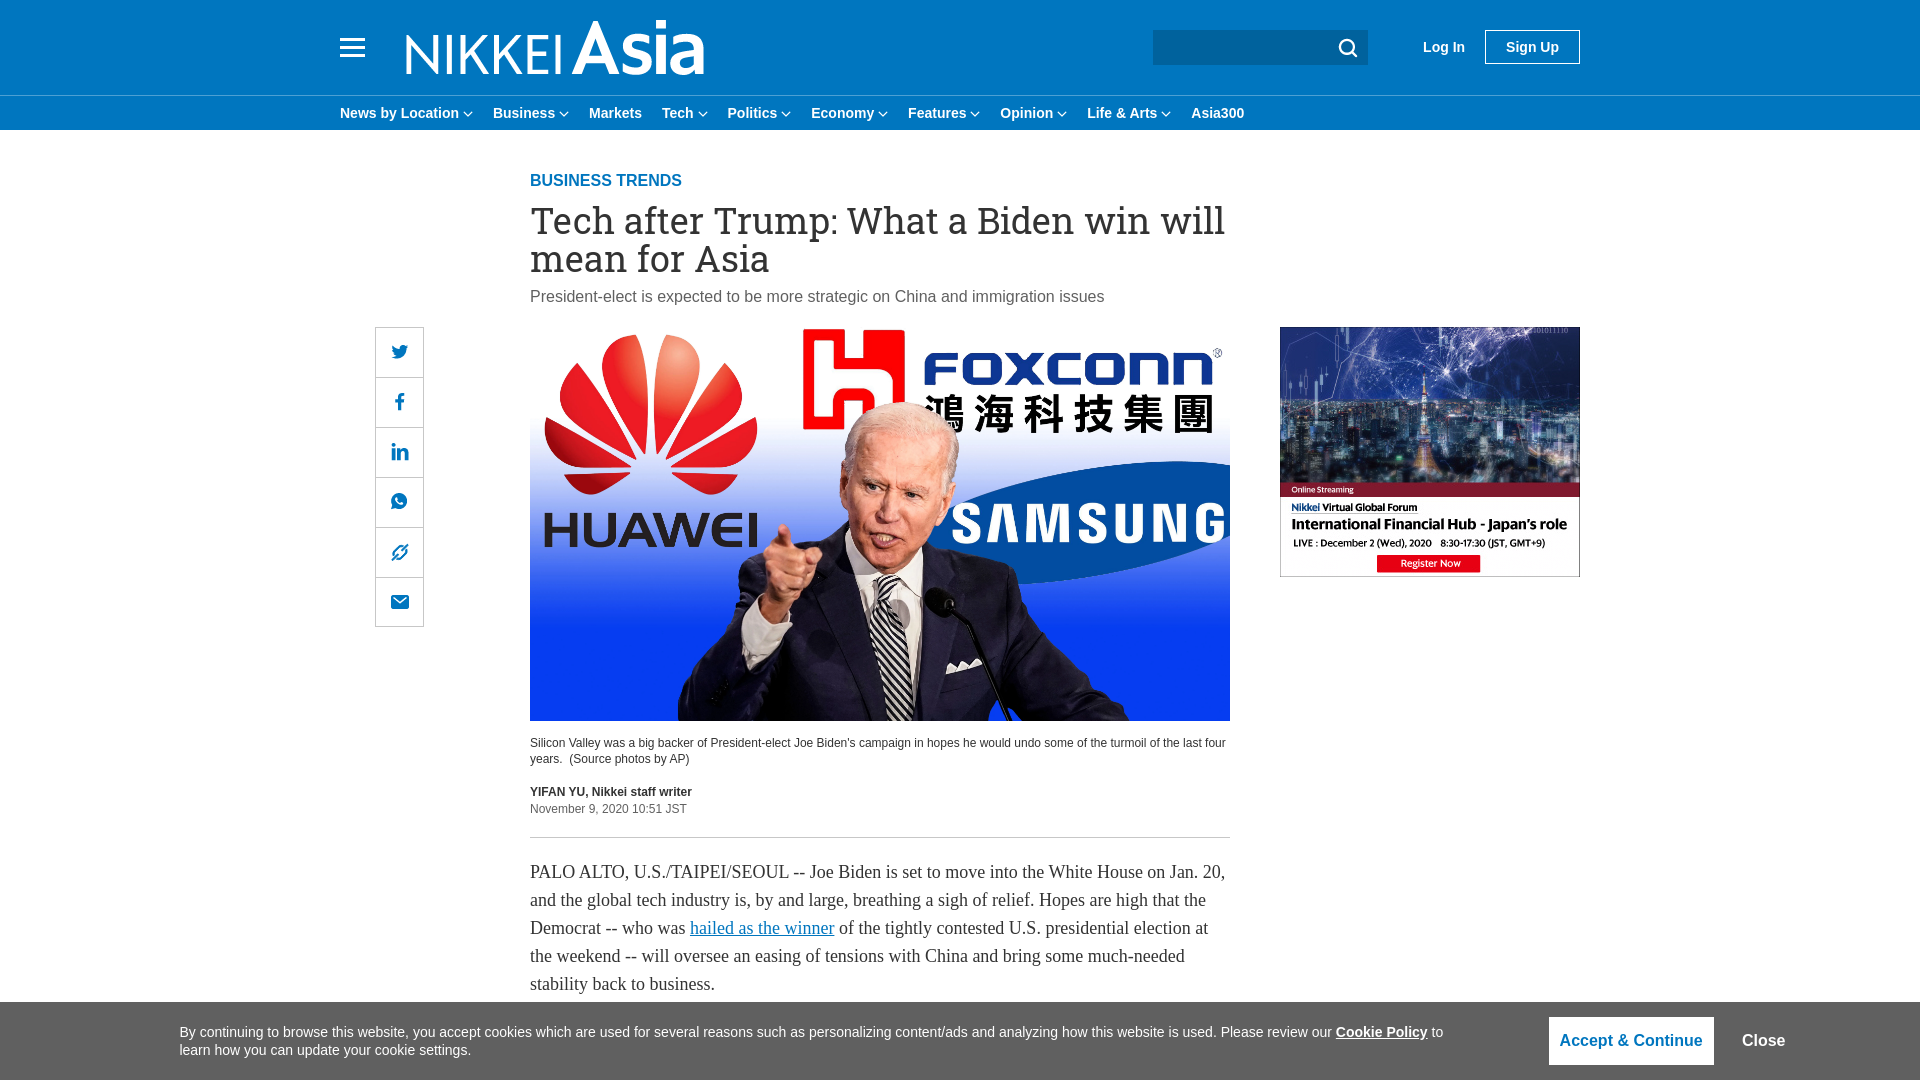 NIKKEI Asia
Log In
Sign Up
News by Location
Business
Markets
Tech
Politics
Economy
Features
Opinion
Life & Arts
Asia300
BUSINESS TRENDS
Tech after Trump: What a Biden win will
mean for Asia
President-elect is expected to be more strategic on China and immigration issues
HUAWEI
FOXCONN®
鴻海科技集團
SAMSUNG
Online Streaming
Nikkei Virtual Global Forum
International Financial Hub - Japan's role
LIVE : December 2 (Wed), 2020 8:30-17:30 (JST, GMT+9)
Register Now
Silicon Valley was a big backer of President-elect Joe Biden's campaign in hopes he would undo some of the turmoil of the last four
years.  (Source photos by AP)
YIFAN YU, Nikkei staff writer
November 9, 2020 10:51 JST
PALO ALTO, U.S./TAIPEI/SEOUL -- Joe Biden is set to move into the White House on Jan. 20,
and the global tech industry is, by and large, breathing a sigh of relief. Hopes are high that the
Democrat -- who was hailed as the winner of the tightly contested U.S. presidential election at
the weekend -- will oversee an easing of tensions with China and bring some much-needed
stability back to business.
By continuing to browse this website, you accept cookies which are used for several reasons such as personalizing content/ads and analyzing how this website is used. Please review our Cookie Policy to
learn how you can update your cookie settings.
Accept & Continue
Close